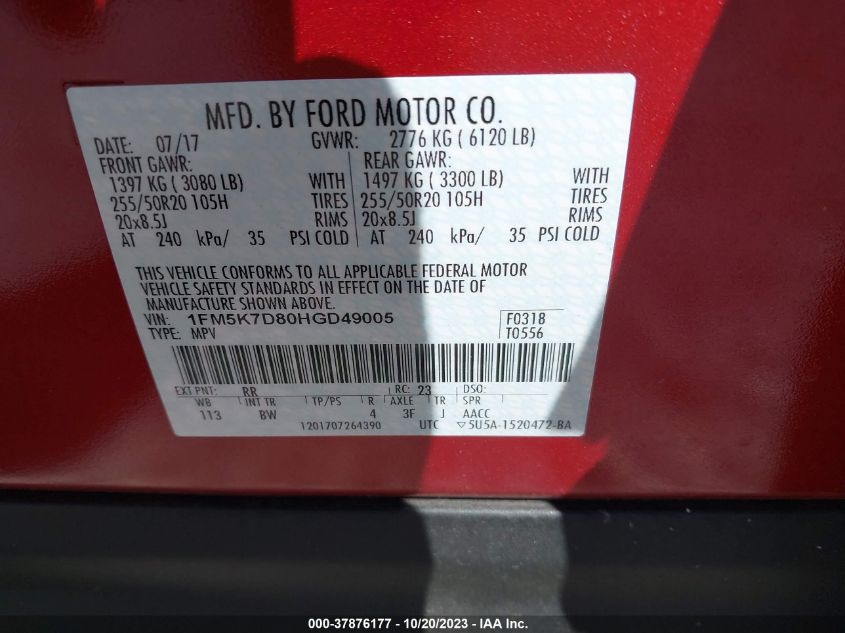 MFD. BY FORD MOTOR CO.
DATE: 07/17 GVWR: 2776 KG ( 6120 LB)
FRONT GAWR: REAR GAWR:
1397 KG ( 3080 LB) WITH 1497 KG ( 3300 LB) WITH
255/50R20 105H TIRES 255/50R20 105H TIRES
20x8.5J RIMS 20x8.5J RIMS
AT 240 kPa/ 35 PSI COLD AT 240 kPa/ 35 PSI COLD
THIS VEHICLE CONFORMS TO ALL APPLICABLE FEDERAL MOTOR
VEHICLE SAFETY STANDARDS IN EFFECT ON THE DATE OF
MANUFACTURE SHOWN ABOVE.
VIN: 1FM5K7D80HGD49005 F0318
TYPE: MPV T0556
EXT PNT: RR RC: 23 DSO:
WB INT TR TP/PS R AXLE TR SPR
113 BW 4 3F J AACC
1201707264390 UTC ▽5U5A-1520472-BA
000-37876177 - 10/20/2023 - IAA Inc.